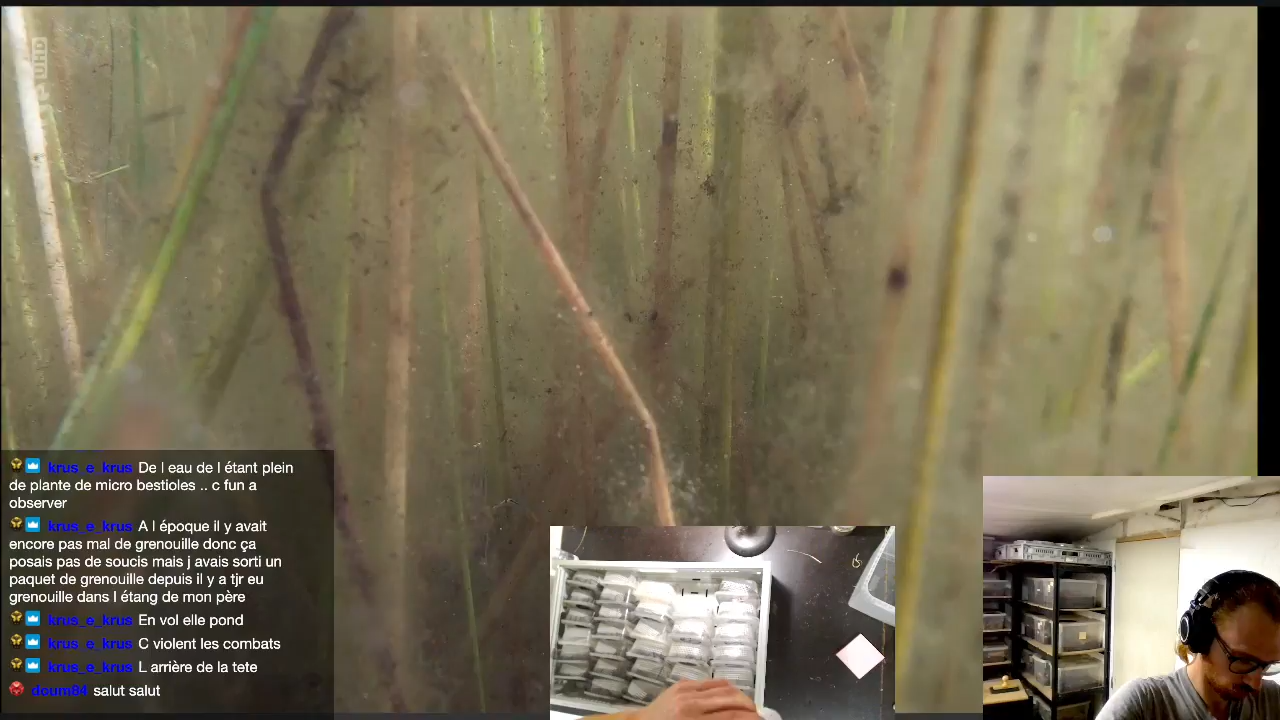 UHD
krus_e_krus De l eau de l étant plein
de plante de micro bestioles .. c fun a
observer
krus_e_krus A l époque il y avait
encore pas mal de grenouille donc ça
posais pas de soucis mais j avais sorti un
paquet de grenouille depuis il y a tjr eu
grenouille dans l étang de mon père
krus_e_krus En vol elle pond
krus_e_krus C violent les combats
krus_e_krus L arrière de la tete
doum84 salut salut